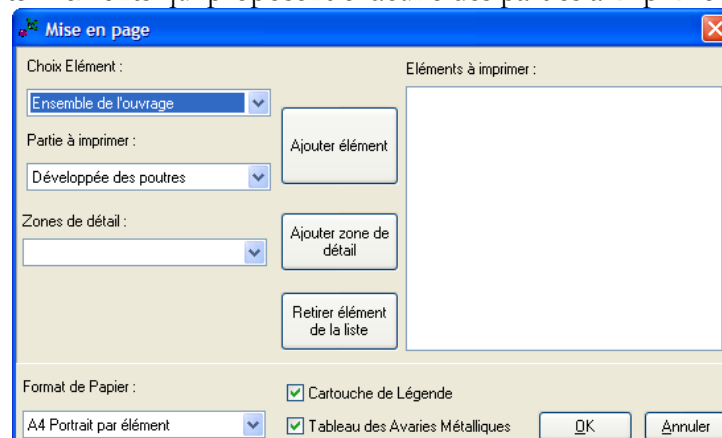 Mise en page
Choix Elément :
Eléments à imprimer :
Ensemble de l'ouvrage
Partie à imprimer :
Ajouter élément
Développée des poutres
Zones de détail :
Ajouter zone de
détail
Retirer élément
de la liste
Format de Papier :
Cartouche de Légende
A4 Portrait par élément
Tableau des Avaries Métalliques
OK
Annuler